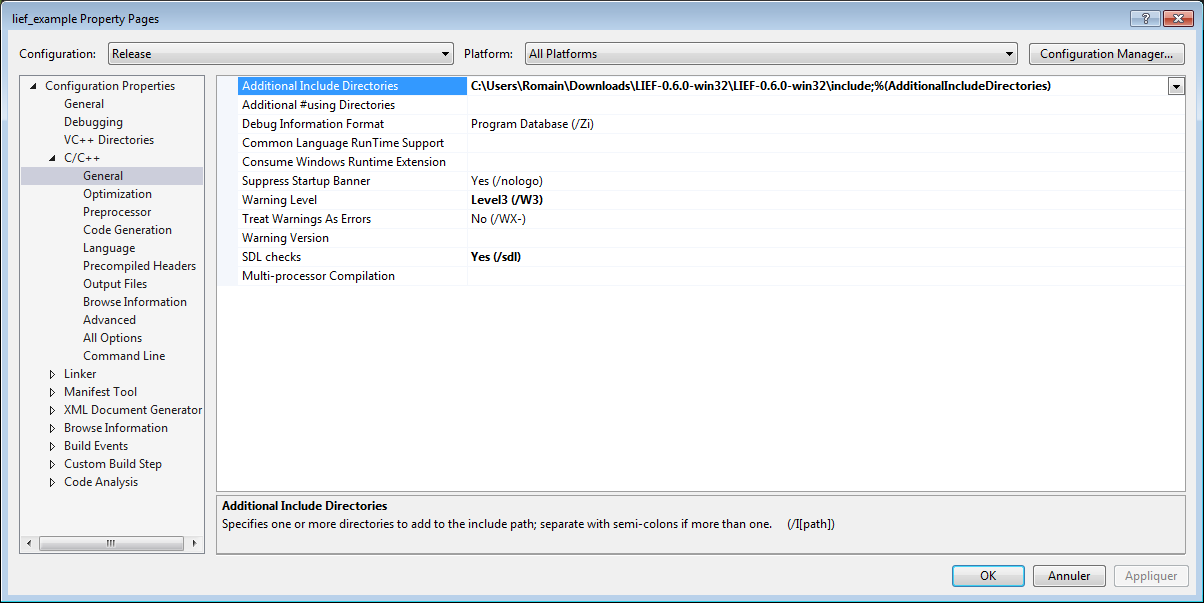 lief_example Property Pages
Configuration: Release Platform: All Platforms Configuration Manager...
Configuration Properties
General
Debugging
VC++ Directories
C/C++
General
Optimization
Preprocessor
Code Generation
Language
Precompiled Headers
Output Files
Browse Information
Advanced
All Options
Command Line
Linker
Manifest Tool
XML Document Generator
Browse Information
Build Events
Custom Build Step
Code Analysis
Additional Include Directories C:\Users\Romain\Downloads\LIEF-0.6.0-win32\LIEF-0.6.0-win32\include;%(AdditionalIncludeDirectories)
Additional #using Directories
Debug Information Format Program Database (/Zi)
Common Language RunTime Support
Consume Windows Runtime Extension
Suppress Startup Banner Yes (/nologo)
Warning Level Level3 (/W3)
Treat Warnings As Errors No (/WX-)
Warning Version
SDL checks Yes (/sdl)
Multi-processor Compilation
Additional Include Directories
Specifies one or more directories to add to the include path; separate with semi-colons if more than one. (/I[path])
OK Annuler Appliquer